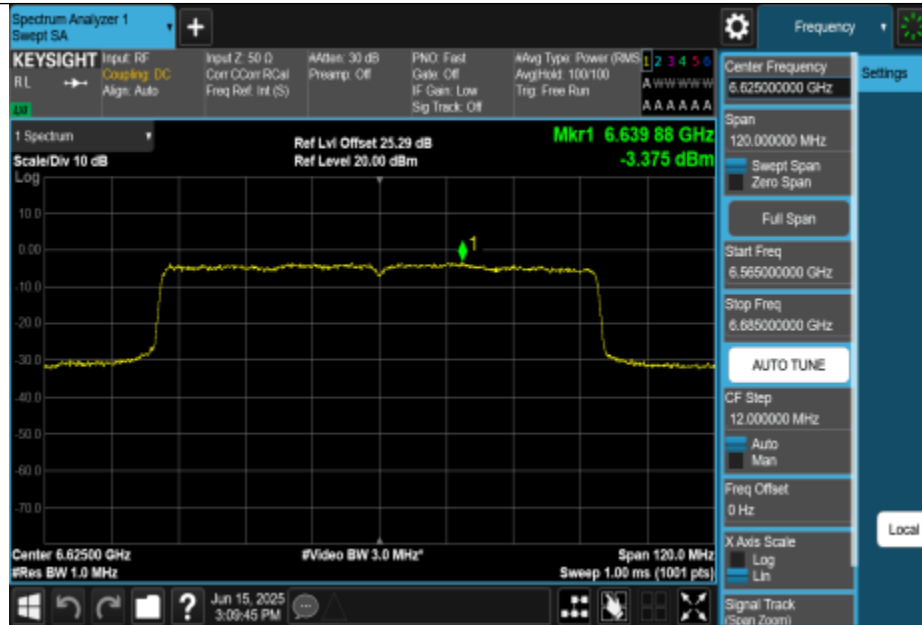 Spectrum Analyzer 1
Swept SA
+
Frequency
KEYSIGHT
RL
Input: RF
Coupling: DC
Align: Auto
Input Z: 50 Ω
Corr CCorr RCal
Freq Ref: Int (S)
#Atten: 30 dB
Preamp: Off
PNO: Fast
Gate: Off
IF Gain: Low
Sig Track: Off
#Avg Type: Power (RMS
Avg|Hold: 100/100
Trig: Free Run
1 2 3 4 5 6
A W W W W W
A A A A A A
1 Spectrum
Scale/Div 10 dB
Ref Lvl Offset 25.29 dB
Ref Level 20.00 dBm
Mkr1 6.639 88 GHz
-3.375 dBm
Log
10.0
0.00
-10.0
-20.0
-30.0
-40.0
-50.0
-60.0
-70.0
1
Center 6.62500 GHz
#Res BW 1.0 MHz
#Video BW 3.0 MHz*
Span 120.0 MHz
Sweep 1.00 ms (1001 pts)
Center Frequency
6.625000000 GHz
Span
120.000000 MHz
Swept Span
Zero Span
Full Span
Start Freq
6.565000000 GHz
Stop Freq
6.685000000 GHz
AUTO TUNE
CF Step
12.000000 MHz
Auto
Man
Freq Offset
0 Hz
X Axis Scale
Log
Lin
Signal Track
(Span Zoom)
Settings
Local
?
Jun 15, 2025
3:09:45 PM